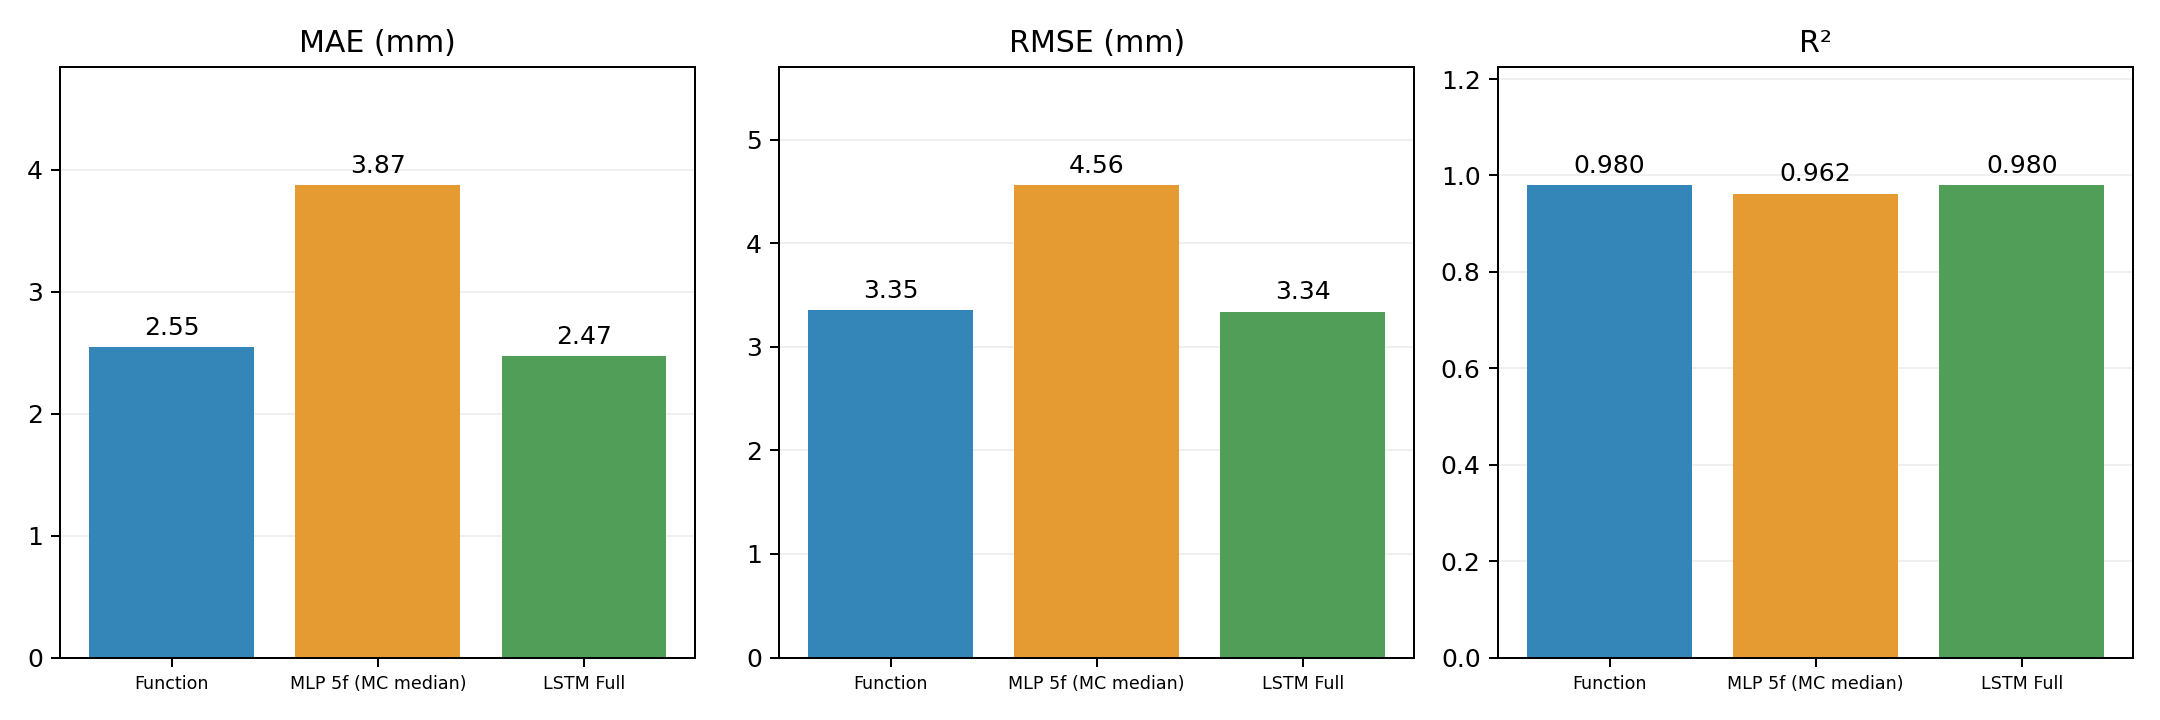 MAE (mm)
4
3
2
1
0
2.55
3.87
2.47
Function
MLP 5f (MC median)
LSTM Full
RMSE (mm)
5
4
3
2
1
0
3.35
4.56
3.34
Function
MLP 5f (MC median)
LSTM Full
R²
1.2
1.0
0.8
0.6
0.4
0.2
0.0
0.980
0.962
0.980
Function
MLP 5f (MC median)
LSTM Full